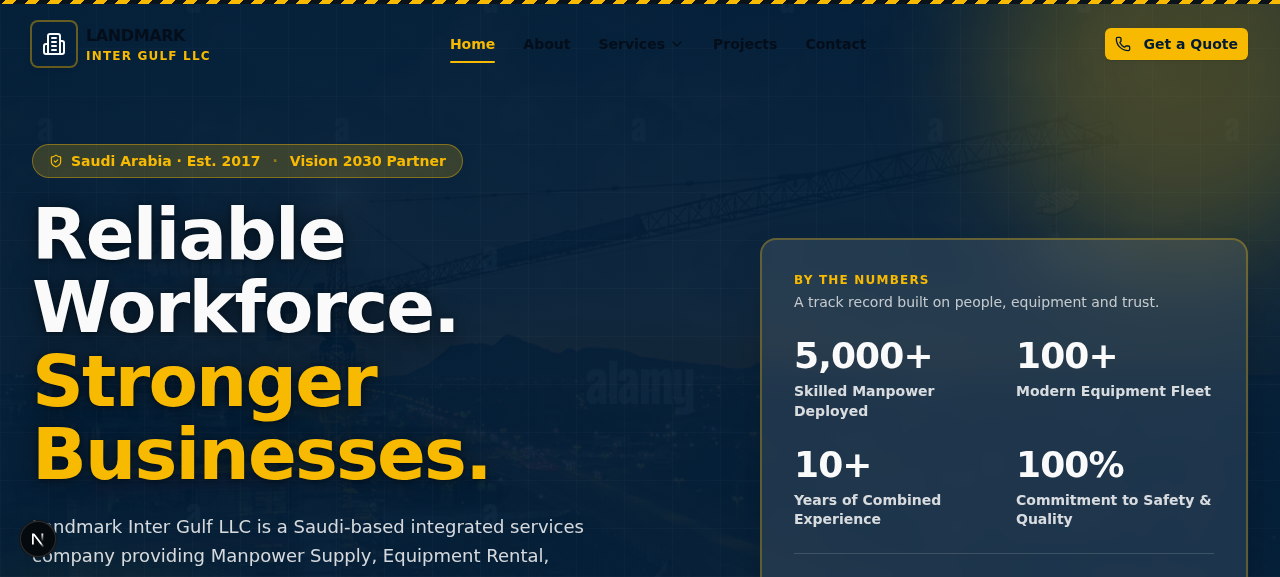 LANDMARK
INTER GULF LLC
Home About Services Projects Contact
Get a Quote
a a a a a
Saudi Arabia · Est. 2017 · Vision 2030 Partner
Reliable
Workforce.
Stronger
Businesses.
alamy
BY THE NUMBERS
A track record built on people, equipment and trust.
5,000+
Skilled Manpower
Deployed
100+
Modern Equipment Fleet
10+
Years of Combined
Experience
100%
Commitment to Safety &
Quality
Landmark Inter Gulf LLC is a Saudi-based integrated services
company providing Manpower Supply, Equipment Rental,
N